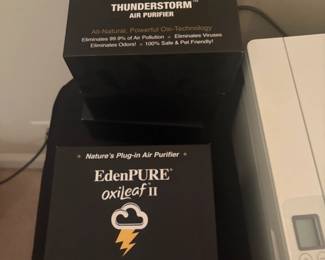 THUNDERSTORM™
AIR PURIFIER
All-Natural, Powerful Oxi-Technology
Eliminates 99.9% of Air Pollution • Eliminates Viruses
Eliminates Odors! • 100% Safe & Pet Friendly!
• Nature's Plug-in Air Purifier •
EdenPURE®
OXiLeaf® II